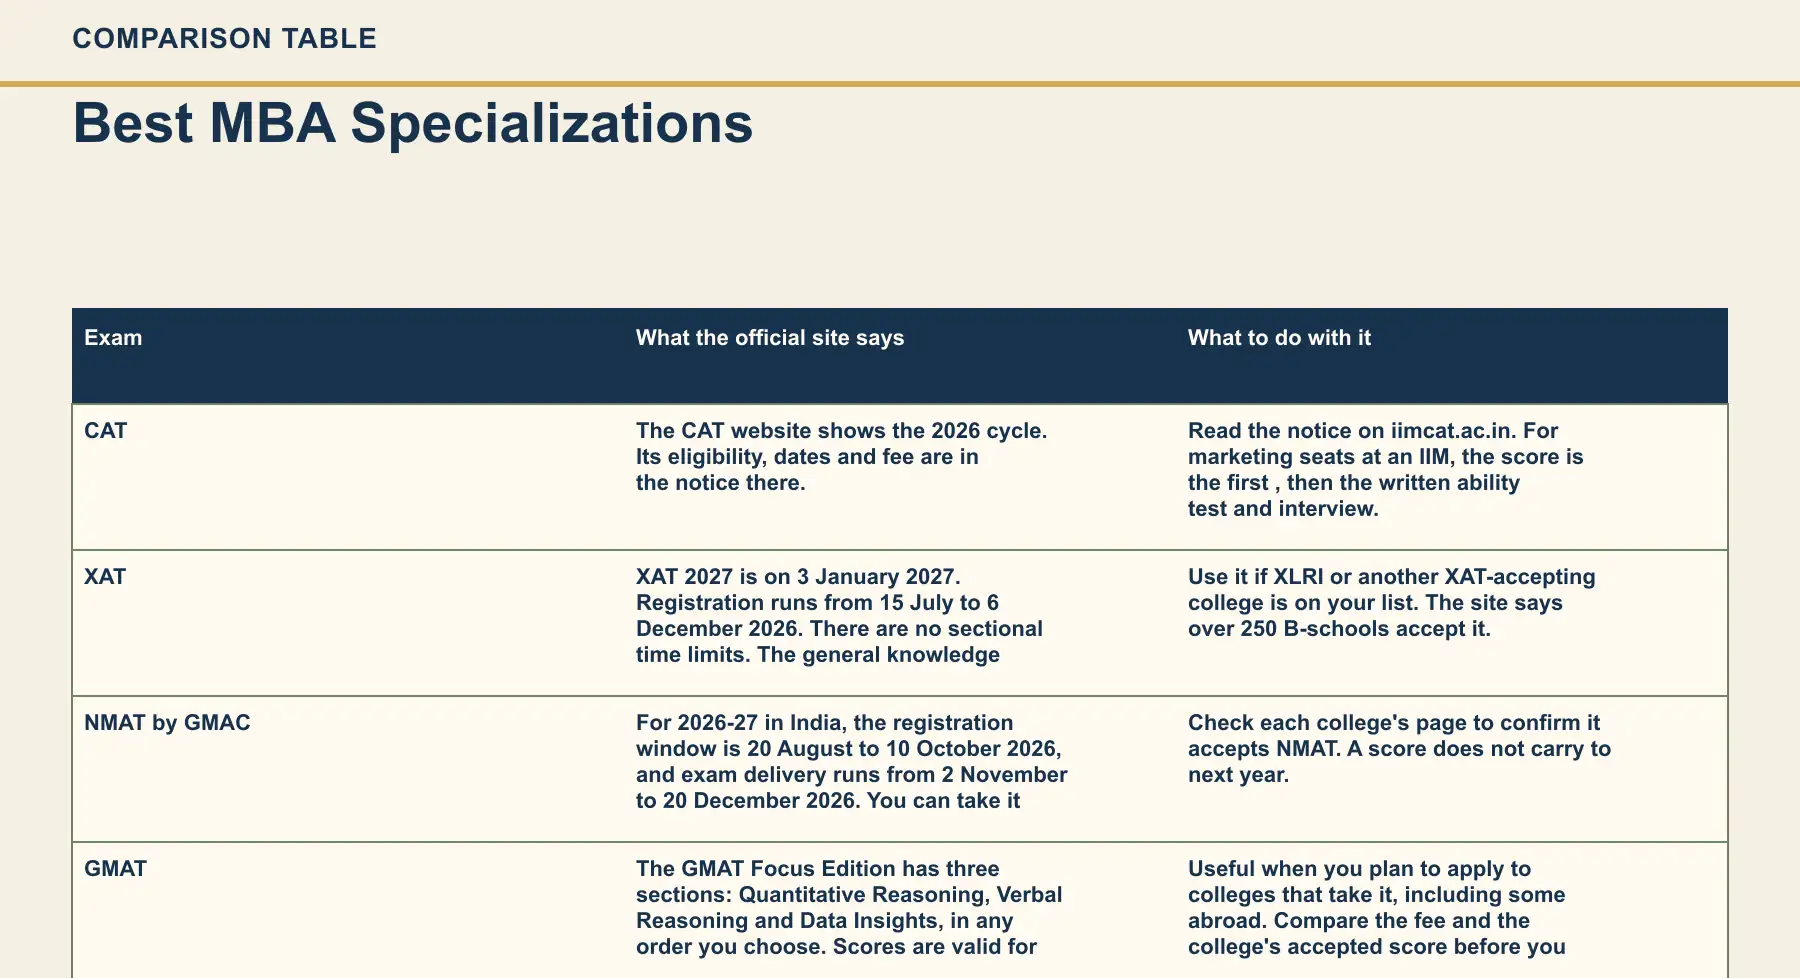 COMPARISON TABLE
Best MBA Specializations
Exam
What the official site says
What to do with it
CAT
The CAT website shows the 2026 cycle.
Its eligibility, dates and fee are in
the notice there.
Read the notice on iimcat.ac.in. For
marketing seats at an IIM, the score is
the first , then the written ability
test and interview.
XAT
XAT 2027 is on 3 January 2027.
Registration runs from 15 July to 6
December 2026. There are no sectional
time limits. The general knowledge
Use it if XLRI or another XAT-accepting
college is on your list. The site says
over 250 B-schools accept it.
NMAT by GMAC
For 2026-27 in India, the registration
window is 20 August to 10 October 2026,
and exam delivery runs from 2 November
to 20 December 2026. You can take it
Check each college's page to confirm it
accepts NMAT. A score does not carry to
next year.
GMAT
The GMAT Focus Edition has three
sections: Quantitative Reasoning, Verbal
Reasoning and Data Insights, in any
order you choose. Scores are valid for
Useful when you plan to apply to
colleges that take it, including some
abroad. Compare the fee and the
college's accepted score before you